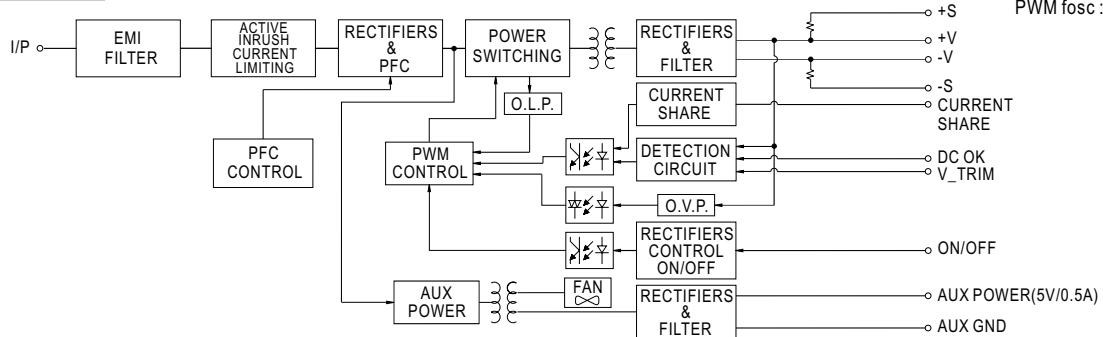 PWM fosc :
I/P
EMI
FILTER
ACTIVE
INRUSH
CURRENT
LIMITING
RECTIFIERS
&
PFC
POWER
SWITCHING
RECTIFIERS
&
FILTER
+S
+V
-V
-S
CURRENT
SHARE
CURRENT
SHARE
O.L.P.
PFC
CONTROL
PWM
CONTROL
DETECTION
CIRCUIT
DC OK
V_TRIM
O.V.P.
RECTIFIERS
CONTROL
ON/OFF
ON/OFF
AUX
POWER
FAN
RECTIFIERS
&
FILTER
AUX POWER(5V/0.5A)
AUX GND